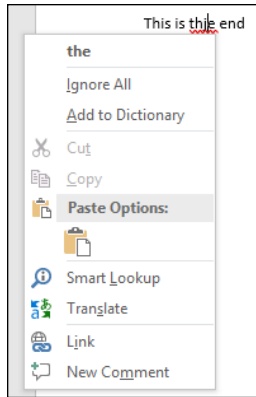 This is thie end
the
Ignore All
Add to Dictionary
Cut
Copy
Paste Options:
Smart Lookup
Translate
Link
New Comment